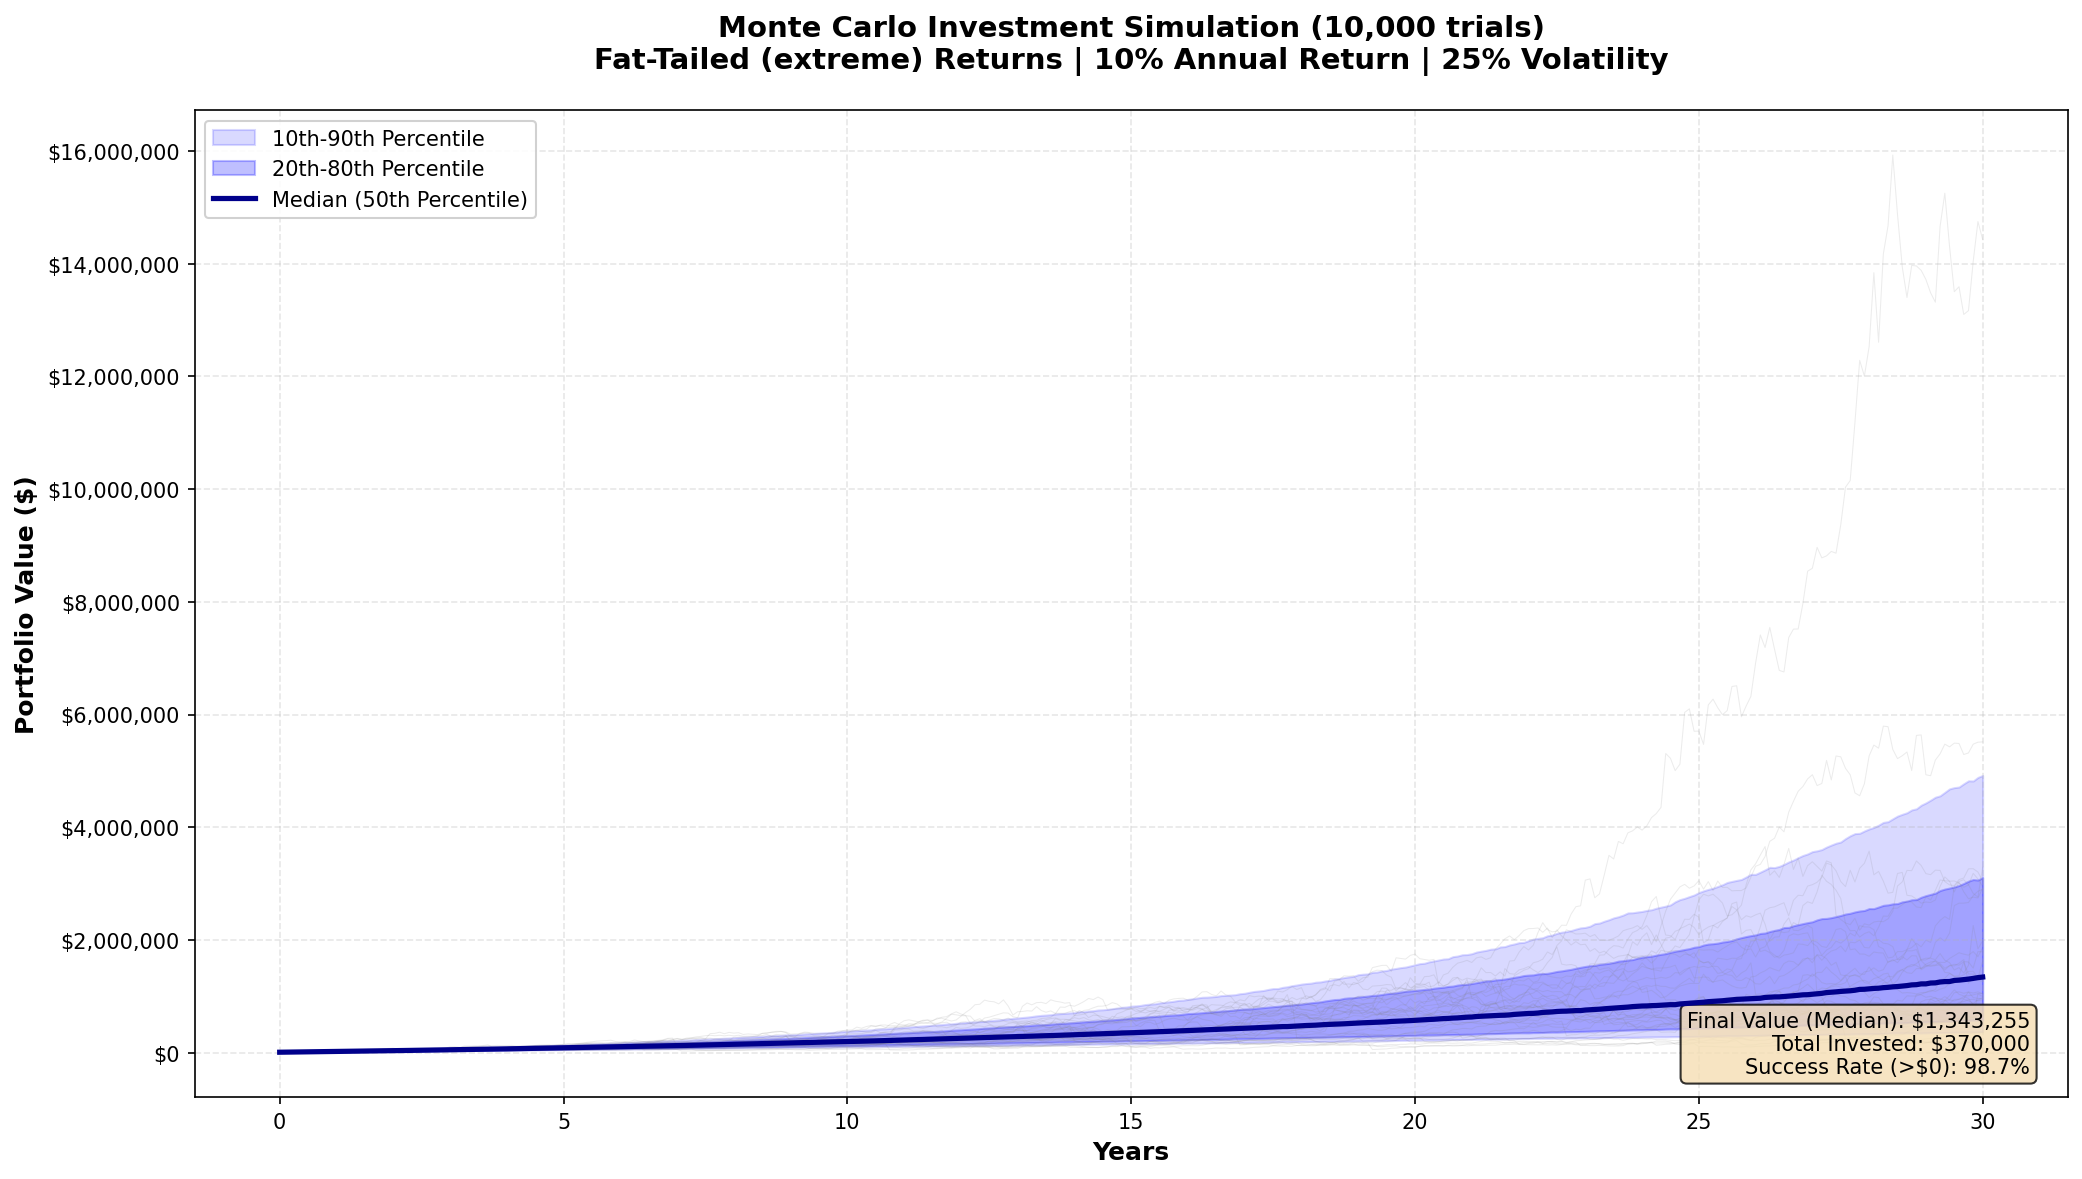 Monte Carlo Investment Simulation (10,000 trials)
Fat-Tailed (extreme) Returns | 10% Annual Return | 25% Volatility
10th-90th Percentile
20th-80th Percentile
Median (50th Percentile)
Portfolio Value ($)
$16,000,000
$14,000,000
$12,000,000
$10,000,000
$8,000,000
$6,000,000
$4,000,000
$2,000,000
$0
Final Value (Median): $1,343,255
Total Invested: $370,000
Success Rate (>$0): 98.7%
0 5 10 15 20 25 30
Years